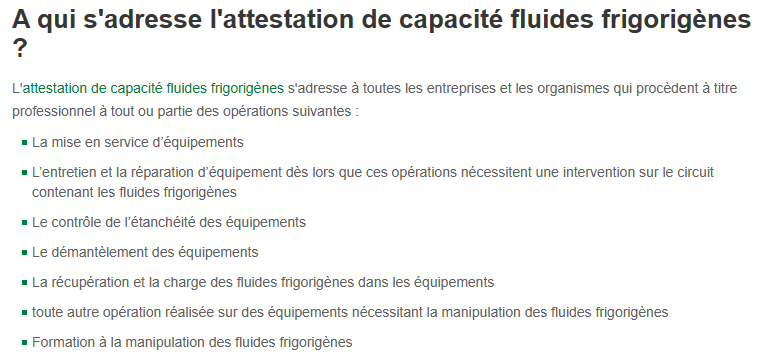 A qui s'adresse l'attestation de capacité fluides frigorigènes
?
L'attestation de capacité fluides frigorigènes s'adresse à toutes les entreprises et les organismes qui procèdent à titre
professionnel à tout ou partie des opérations suivantes :
La mise en service d’équipements
L’entretien et la réparation d’équipement dès lors que ces opérations nécessitent une intervention sur le circuit
contenant les fluides frigorigènes
Le contrôle de l’étanchéité des équipements
Le démantèlement des équipements
La récupération et la charge des fluides frigorigènes dans les équipements
toute autre opération réalisée sur des équipements nécessitant la manipulation des fluides frigorigènes
Formation à la manipulation des fluides frigorigènes